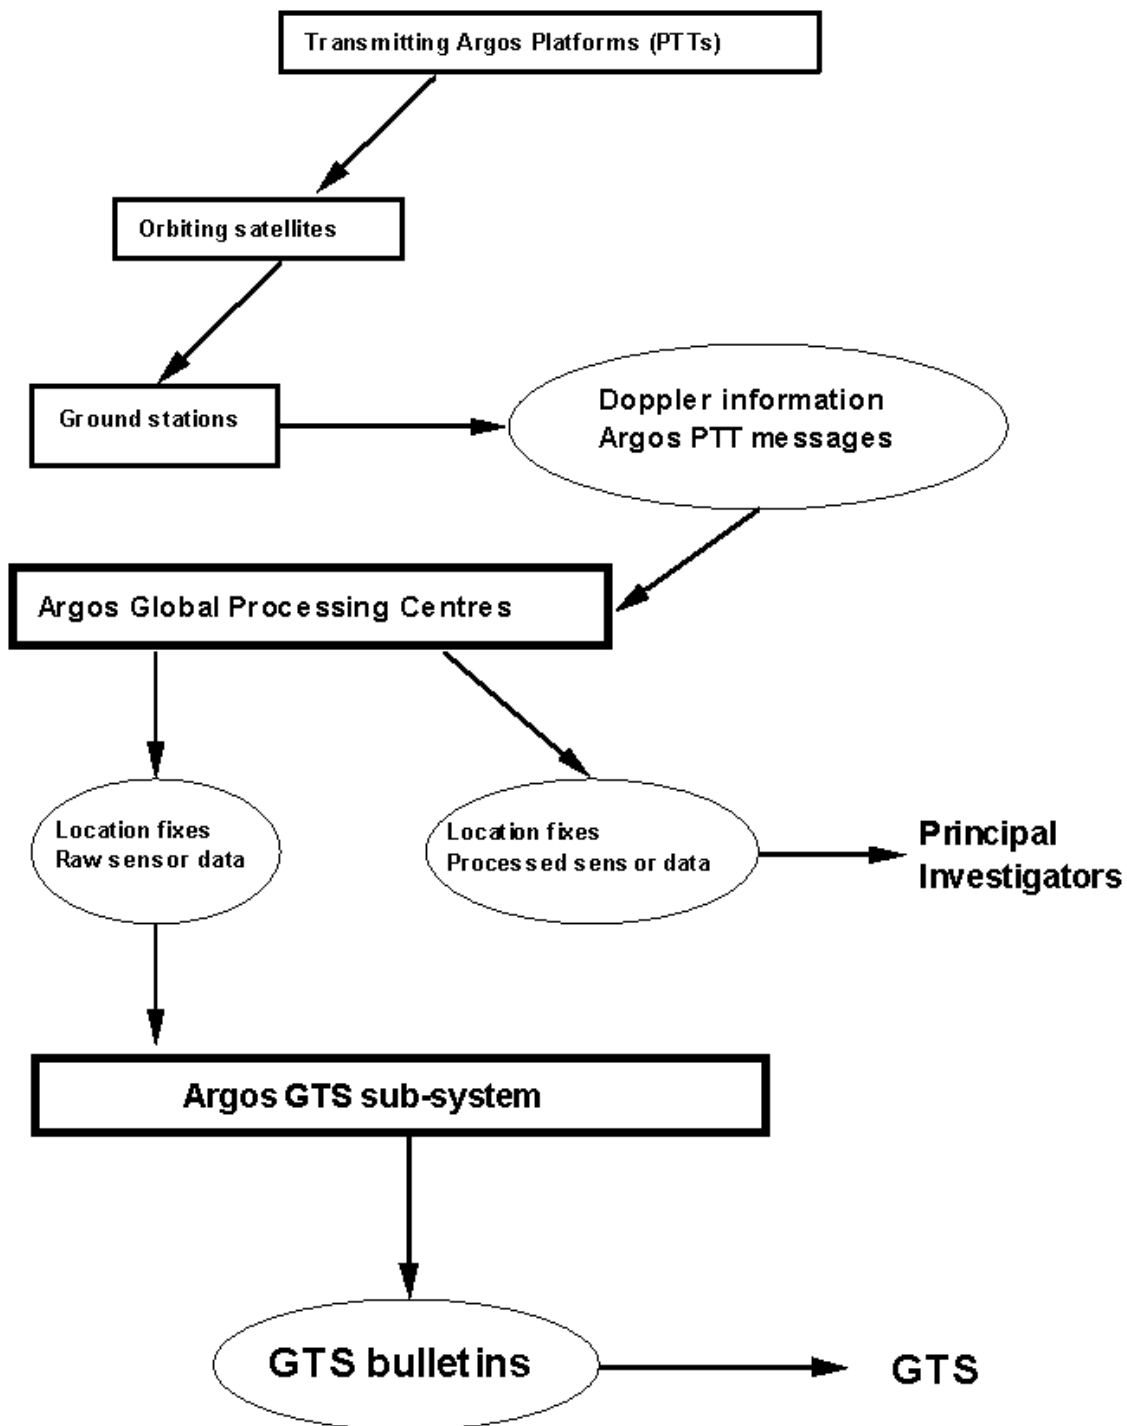 Transmitting Argos Platforms (PTTs)
Orbiting satellites
Ground stations
Doppler information
Argos PTT messages
Argos Global Processing Centres
Location fixes
Raw sensor data
Location fixes
Processed sensor data
Principal
Investigators
Argos GTS sub-system
GTS bulletins
GTS